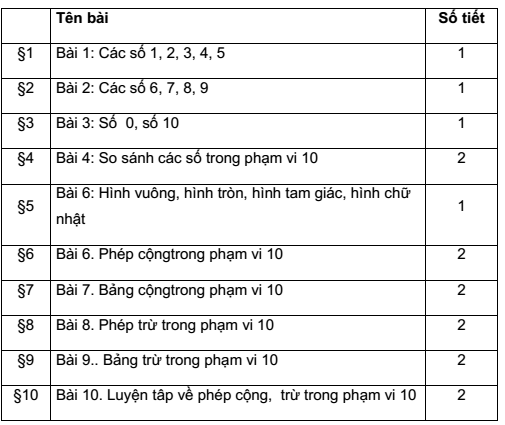 Tên bài Số tiết
§1 Bài 1: Các số 1, 2, 3, 4, 5 1
§2 Bài 2: Các số 6, 7, 8, 9 1
§3 Bài 3: Số 0, số 10 1
§4 Bài 4: So sánh các số trong phạm vi 10 2
§5 Bài 6: Hình vuông, hình tròn, hình tam giác, hình chữ
nhật 1
§6 Bài 6. Phép cộngtrong phạm vi 10 2
§7 Bài 7. Bảng cộngtrong phạm vi 10 2
§8 Bài 8. Phép trừ trong phạm vi 10 2
§9 Bài 9.. Bảng trừ trong phạm vi 10 2
§10 Bài 10. Luyện tâp về phép cộng, trừ trong phạm vi 10 2